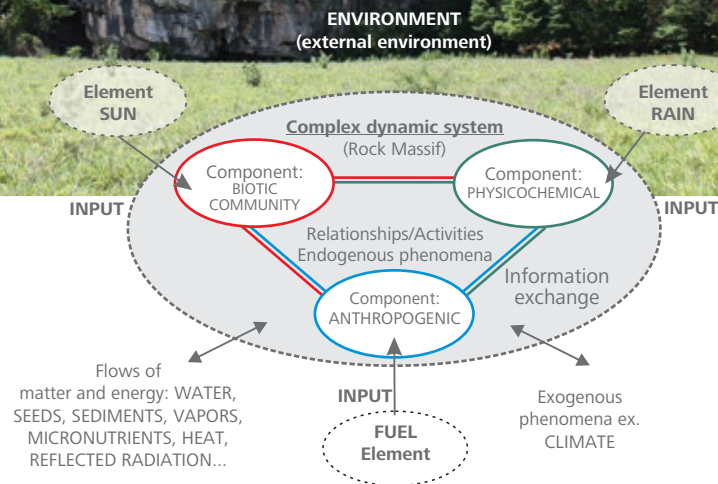 ENVIRONMENT
(external environment)
Element
SUN
Element
RAIN
Complex dynamic system
(Rock Massif)
Component:
BIOTIC
COMMUNITY
Component:
PHYSICOCHEMICAL
INPUT
INPUT
Relationships/Activities
Endogenous phenomena
Information
exchange
Component:
ANTHROPOGENIC
Flows of
matter and energy: WATER,
SEEDS, SEDIMENTS, VAPORS,
MICRONUTRIENTS, HEAT,
REFLECTED RADIATION...
INPUT
FUEL
Element
Exogenous
phenomena ex.
CLIMATE